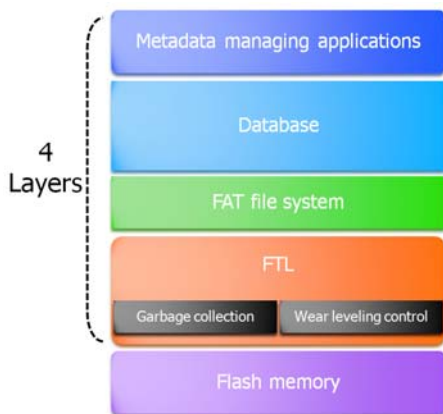 Metadata managing applications
Database
4
Layers
FAT file system
FTL
Garbage collection
Wear leveling control
Flash memory